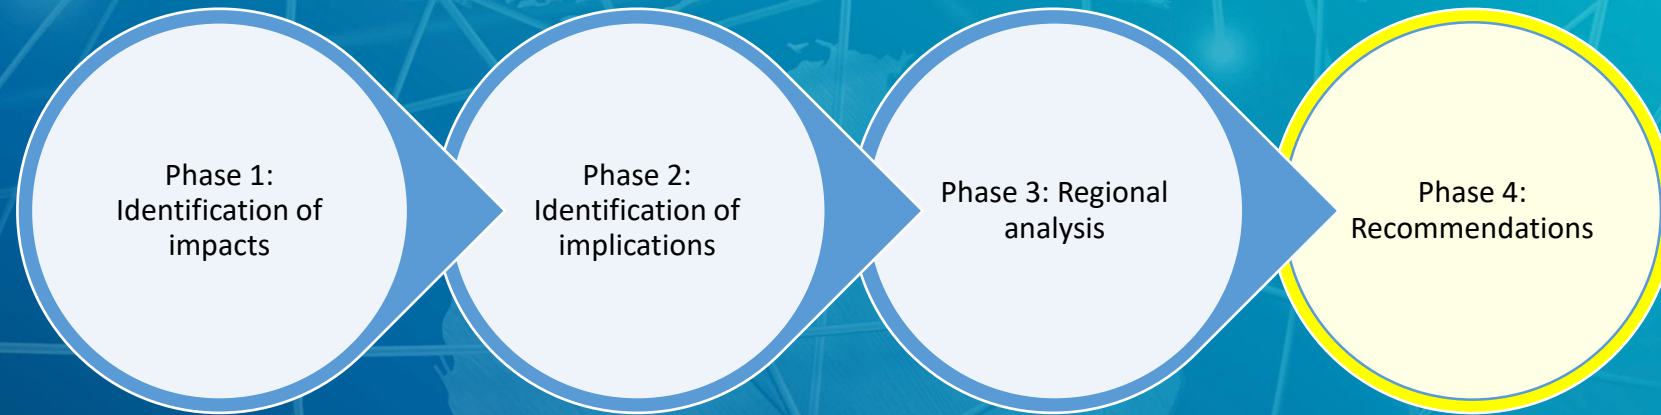 Phase 1:
Identification of
impacts
Phase 2:
Identification of
implications
Phase 3: Regional
analysis
Phase 4:
Recommendations